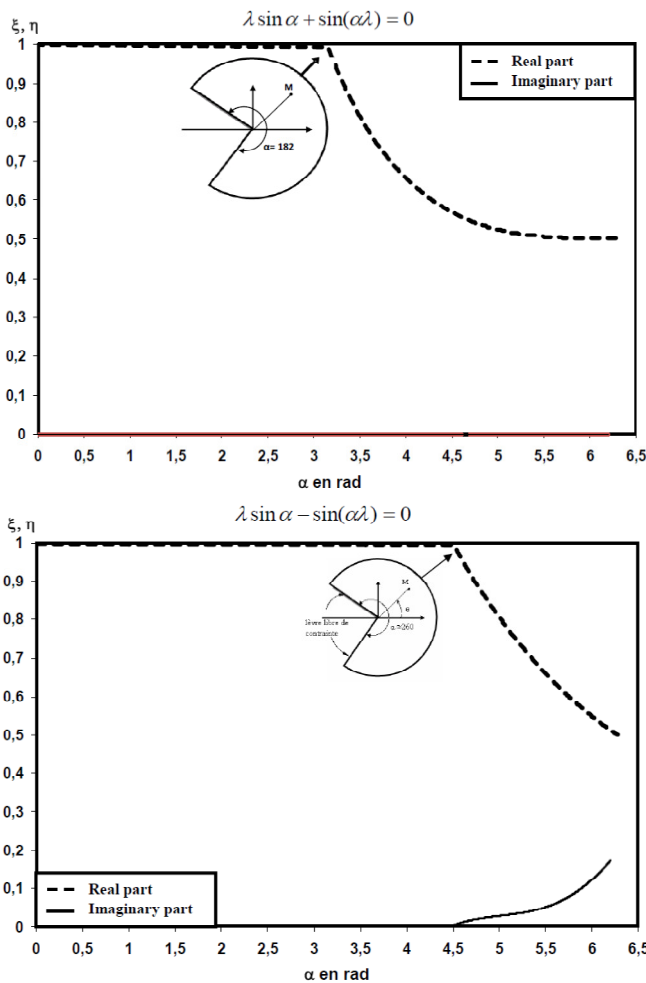 λ sin α + sin(αλ) = 0
ξ, η
1
0,9
0,8
0,7
0,6
0,5
0,4
0,3
0,2
0,1
0
Real part
Imaginary part
M
α= 182
0 0,5 1 1,5 2 2,5 3 3,5 4 4,5 5 5,5 6 6,5
α en rad
λ sin α − sin(αλ) = 0
ξ, η
1
0,9
0,8
0,7
0,6
0,5
0,4
0,3
0,2
0,1
0
M
θ
lèvre libre de
contrainte
α =260
Real part
Imaginary part
0 0,5 1 1,5 2 2,5 3 3,5 4 4,5 5 5,5 6 6,5
α en rad